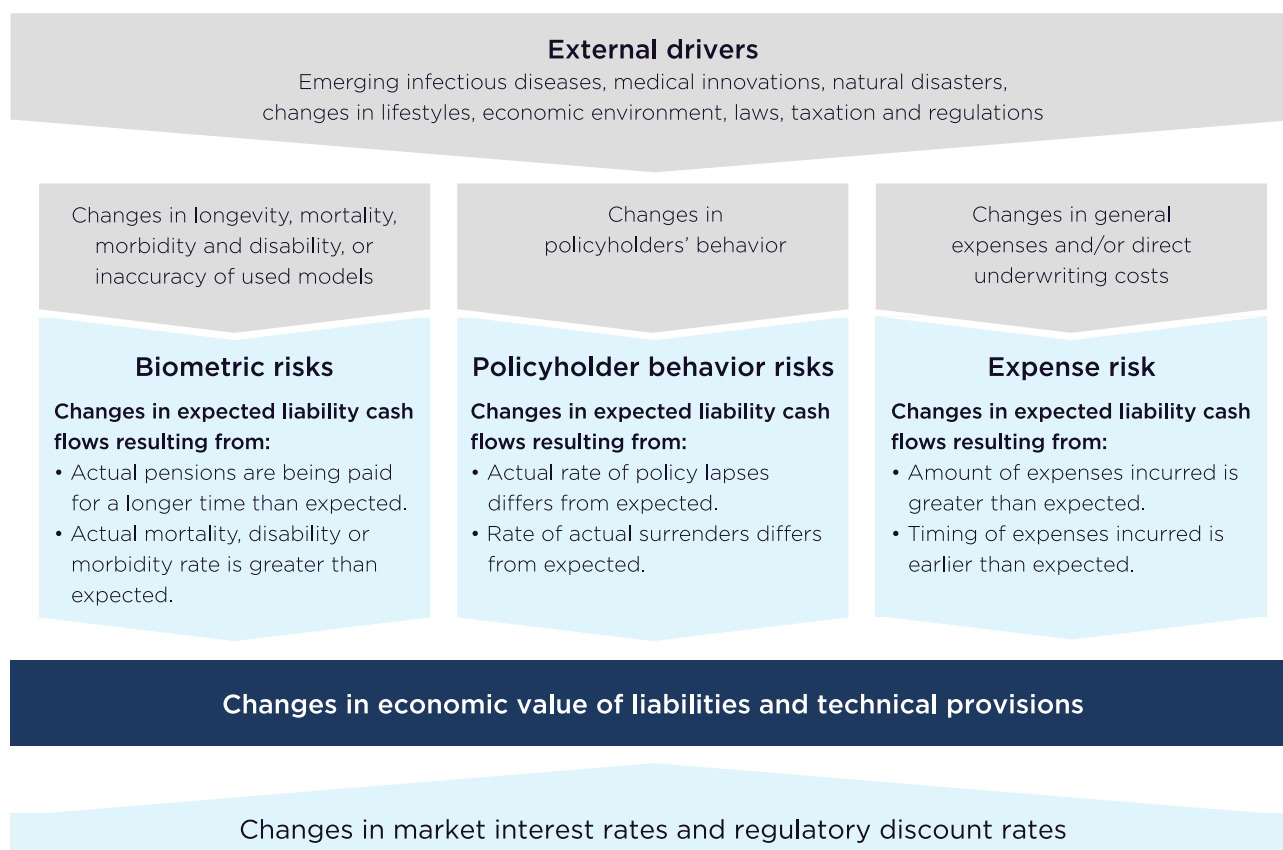 External drivers
Emerging infectious diseases, medical innovations, natural disasters,
changes in lifestyles, economic environment, laws, taxation and regulations
Changes in longevity, mortality,
morbidity and disability, or
inaccuracy of used models
Changes in
policyholders' behavior
Changes in general
expenses and/or direct
underwriting costs
Biometric risks
Changes in expected liability cash
flows resulting from:
• Actual pensions are being paid
for a longer time than expected.
• Actual mortality, disability or
morbidity rate is greater than
expected.
Policyholder behavior risks
Changes in expected liability cash
flows resulting from:
• Actual rate of policy lapses
differs from expected.
• Rate of actual surrenders differs
from expected.
Expense risk
Changes in expected liability cash
flows resulting from:
• Amount of expenses incurred is
greater than expected.
• Timing of expenses incurred is
earlier than expected.
Changes in economic value of liabilities and technical provisions
Changes in market interest rates and regulatory discount rates